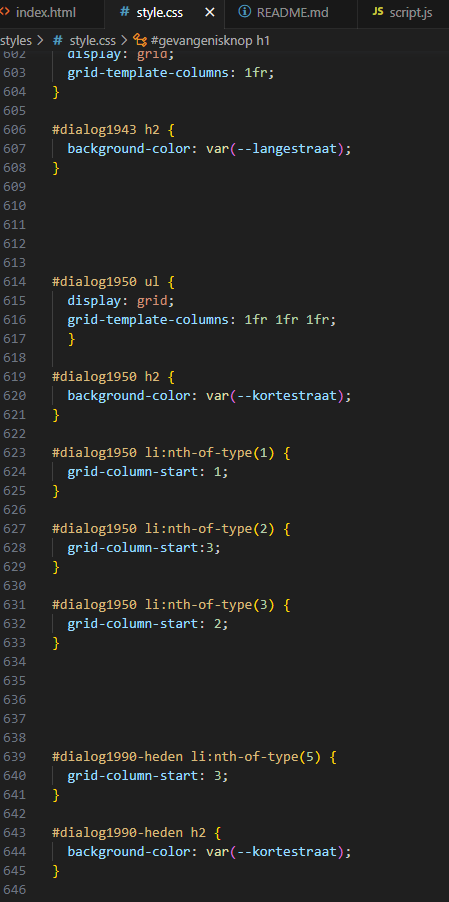 index.html # style.css README.md JS script.js
styles > # style.css > #gevangenisknop h1
602 display: grid;
603 grid-template-columns: 1fr;
604 }
605
606 #dialog1943 h2 {
607 background-color: var(--langestraat);
608 }
609
610
611
612
613
614 #dialog1950 ul {
615 display: grid;
616 grid-template-columns: 1fr 1fr 1fr;
617 }
618
619 #dialog1950 h2 {
620 background-color: var(--kortestraat);
621 }
622
623 #dialog1950 li:nth-of-type(1) {
624 grid-column-start: 1;
625 }
626
627 #dialog1950 li:nth-of-type(2) {
628 grid-column-start:3;
629 }
630
631 #dialog1950 li:nth-of-type(3) {
632 grid-column-start: 2;
633 }
634
635
636
637
638
639 #dialog1990-heden li:nth-of-type(5) {
640 grid-column-start: 3;
641 }
642
643 #dialog1990-heden h2 {
644 background-color: var(--kortestraat);
645 }
646